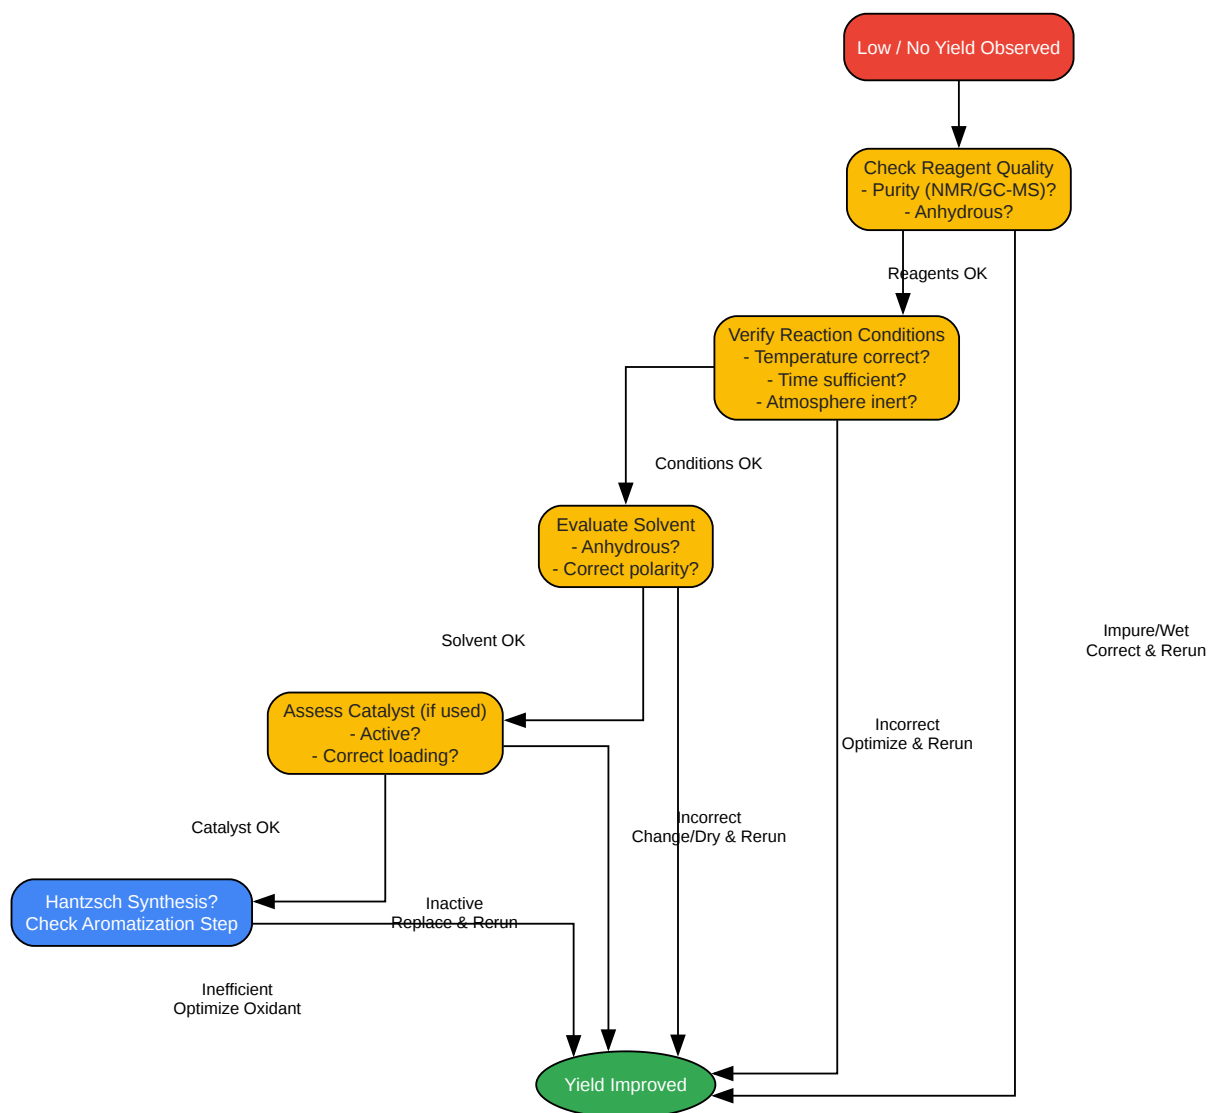 Low / No Yield Observed
Check Reagent Quality
- Purity (NMR/GC-MS)?
- Anhydrous?
Reagents OK
Verify Reaction Conditions
- Temperature correct?
- Time sufficient?
- Atmosphere inert?
Conditions OK
Evaluate Solvent
- Anhydrous?
- Correct polarity?
Solvent OK
Impure/Wet
Correct & Rerun
Assess Catalyst (if used)
- Active?
- Correct loading?
Incorrect
Optimize & Rerun
Catalyst OK
Incorrect
Change/Dry & Rerun
Hantzsch Synthesis?
Check Aromatization Step
Inactive
Replace & Rerun
Inefficient
Optimize Oxidant
Yield Improved